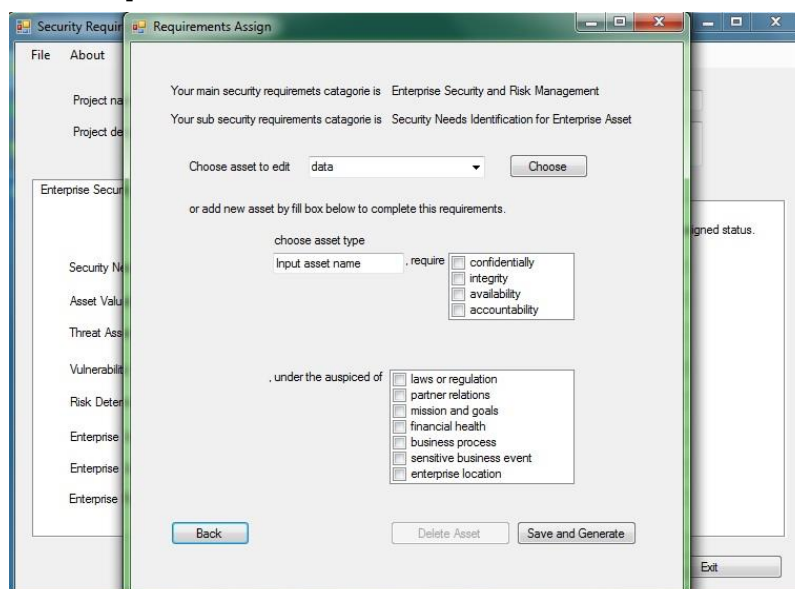 Security Requir
Requirements Assign
File About
Project na
Project de
Your main security requiremets catagorie is Enterprise Security and Risk Management
Your sub security requirements catagorie is Security Needs Identification for Enterprise Asset
Choose asset to edit data Choose
Enterprise Secur
or add new asset by fill box below to complete this requirements.
igned status.
choose asset type
Input asset name , require
confidentially
integrity
availability
accountability
Security Ne
Asset Valu
Threat Ass
Vulnerabilit
Risk Deter
Enterprise
Enterprise
Enterprise
, under the auspiced of
laws or regulation
partner relations
mission and goals
financial health
business process
sensitive business event
enterprise location
Back Delete Asset Save and Generate
Exit